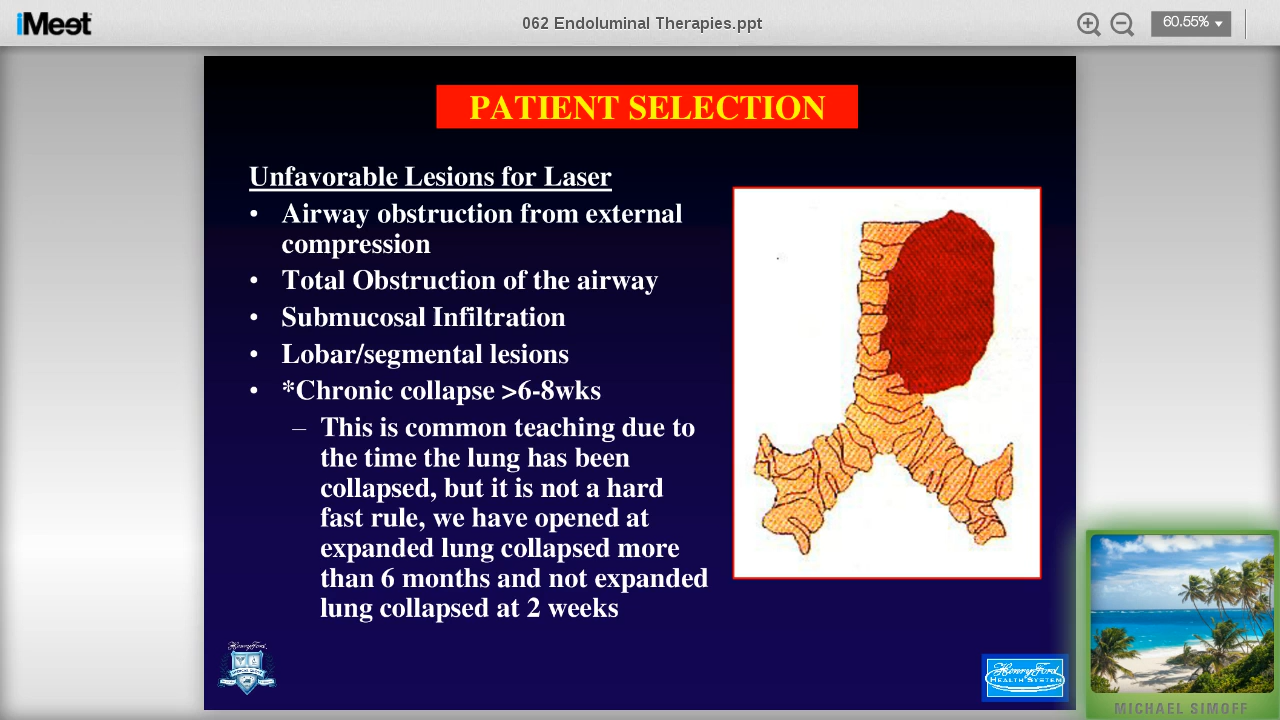 iMeet
062 Endoluminal Therapies.ppt
60.55%
PATIENT SELECTION
Unfavorable Lesions for Laser
• Airway obstruction from external
compression
• Total Obstruction of the airway
• Submucosal Infiltration
• Lobar/segmental lesions
• *Chronic collapse >6-8wks
– This is common teaching due to
the time the lung has been
collapsed, but it is not a hard
fast rule, we have opened at
expanded lung collapsed more
than 6 months and not expanded
lung collapsed at 2 weeks
Henry Ford
Henry Ford
HEALTH SYSTEM
MICHAEL SIMOFF